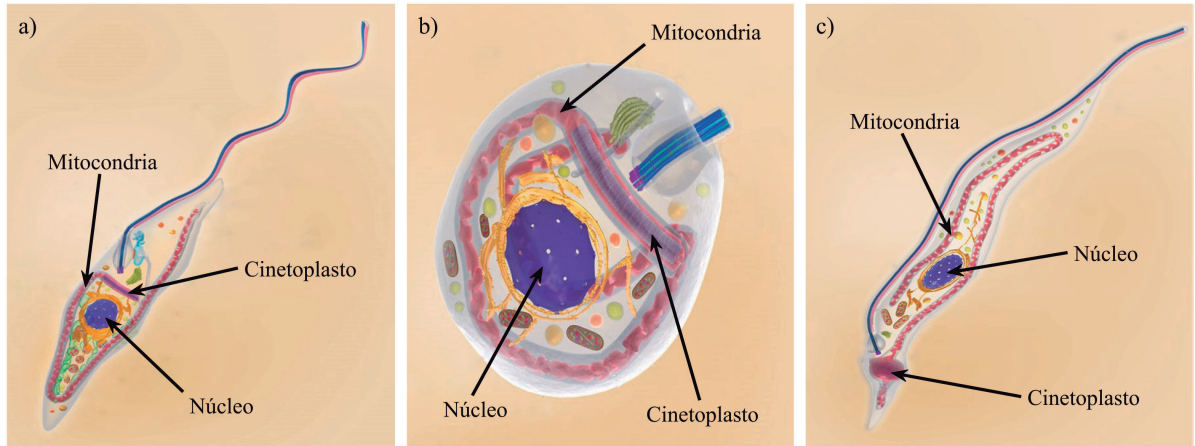 a)
Mitocondria
Cinetoplasto
Núcleo
b)
Mitocondria
Núcleo
Cinetoplasto
c)
Mitocondria
Núcleo
Cinetoplasto